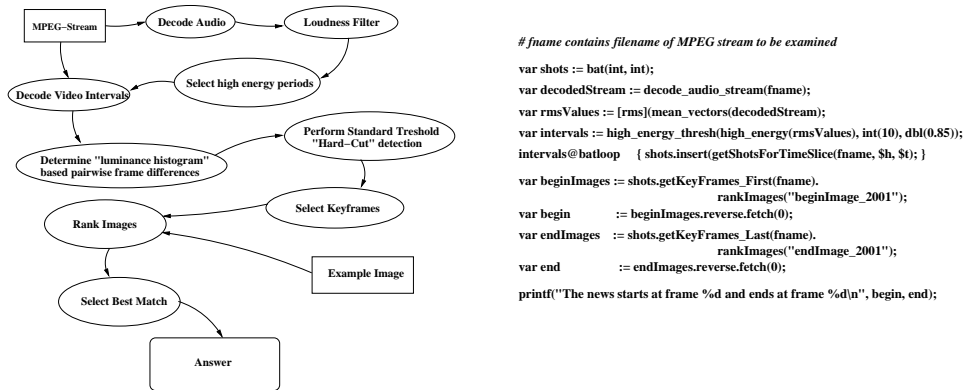 MPEG−Stream
Decode Audio
Loudness Filter
Select high energy periods
Decode Video Intervals
Perform Standard Treshold
"Hard−Cut" detection
Determine "luminance histogram"
based pairwise frame differences
Select Keyframes
Rank Images
Example Image
Select Best Match
Answer
# fname contains filename of MPEG stream to be examined
var shots := bat(int, int);
var decodedStream := decode_audio_stream(fname);
var rmsValues := [rms](mean_vectors(decodedStream);
var intervals := high_energy_thresh(high_energy(rmsValues), int(10), dbl(0.85));
intervals@batloop { shots.insert(getShotsForTimeSlice(fname, $h, $t); }
var beginImages := shots.getKeyFrames_First(fname).
rankImages("beginImage_2001");
var begin := beginImages.reverse.fetch(0);
var endImages := shots.getKeyFrames_Last(fname).
rankImages("endImage_2001");
var end := endImages.reverse.fetch(0);
printf("The news starts at frame %d and ends at frame %d\n", begin, end);